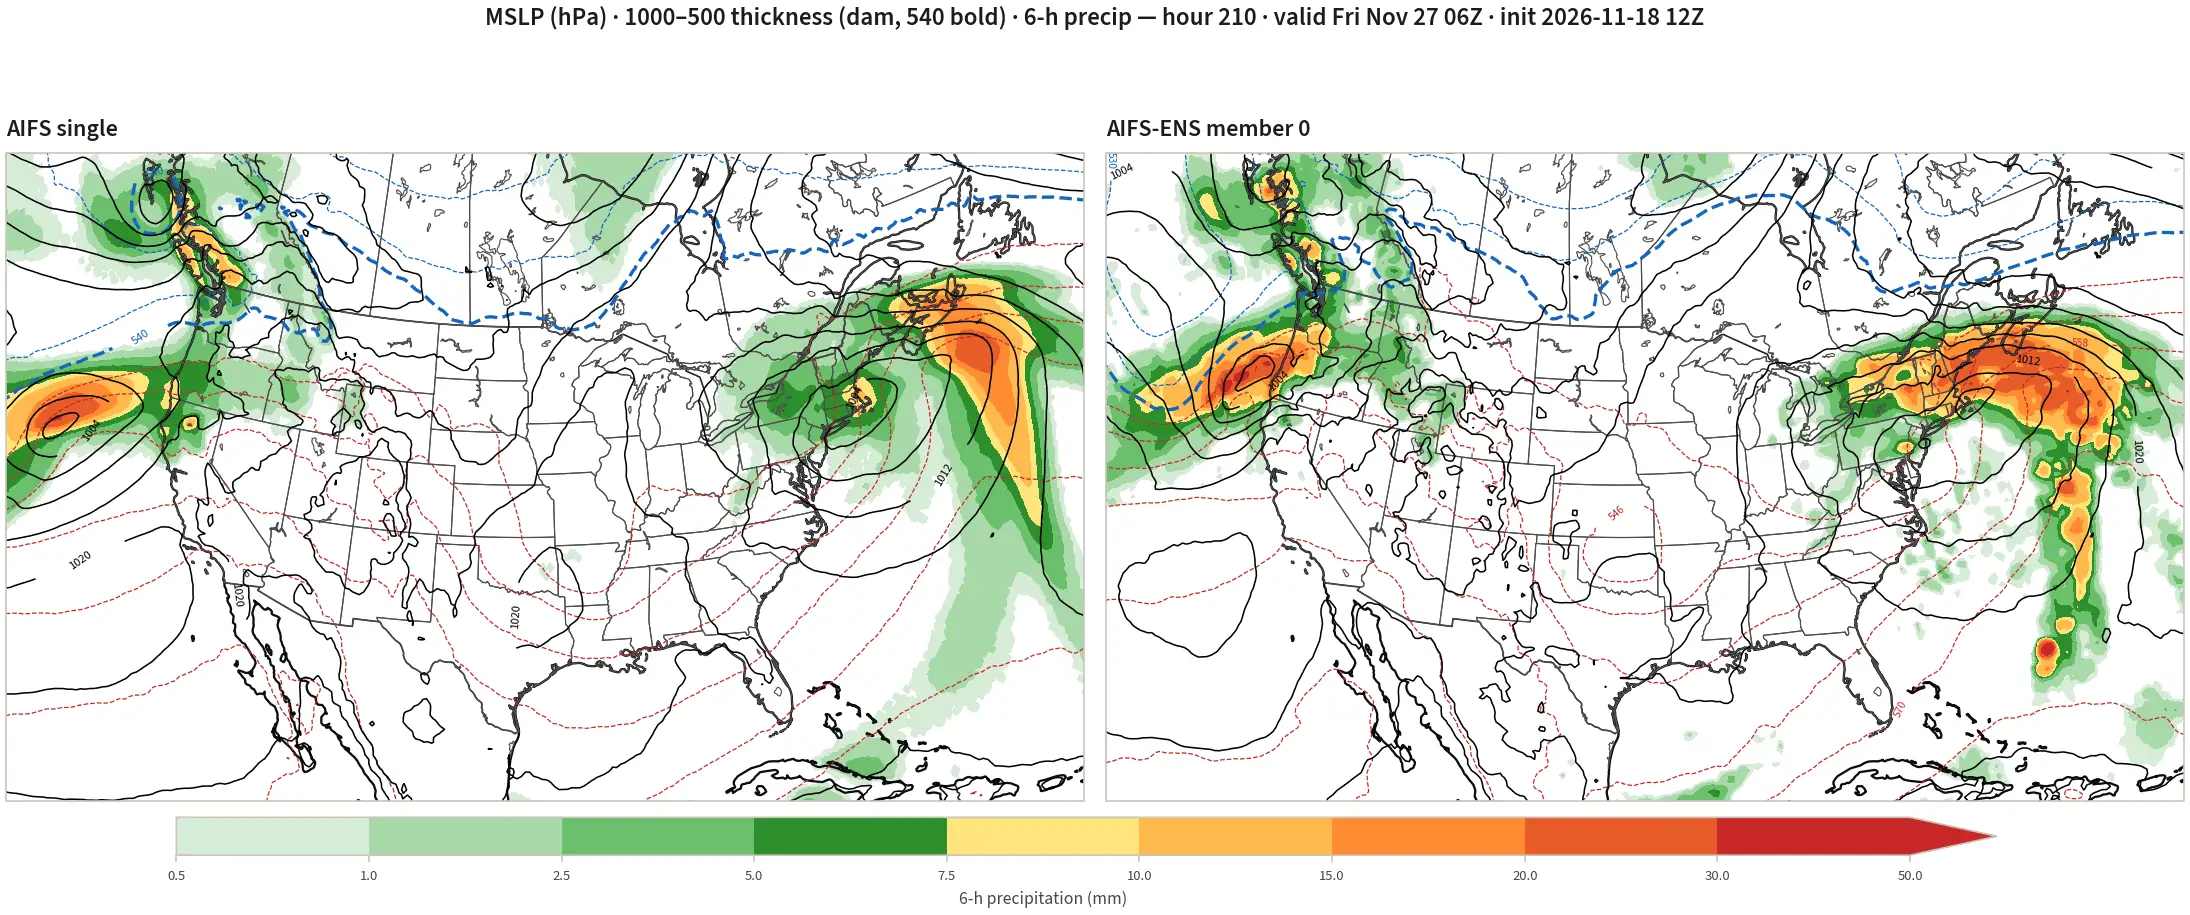 MSLP (hPa) · 1000–500 thickness (dam, 540 bold) · 6-h precip — hour 210 · valid Fri Nov 27 06Z · init 2026-11-18 12Z
AIFS single
AIFS-ENS member 0
540
1004
1020
1020
1020
1012
1004
1004
546
558
1012
1020
570
0.5 1.0 2.5 5.0 7.5 10.0 15.0 20.0 30.0 50.0
6-h precipitation (mm)